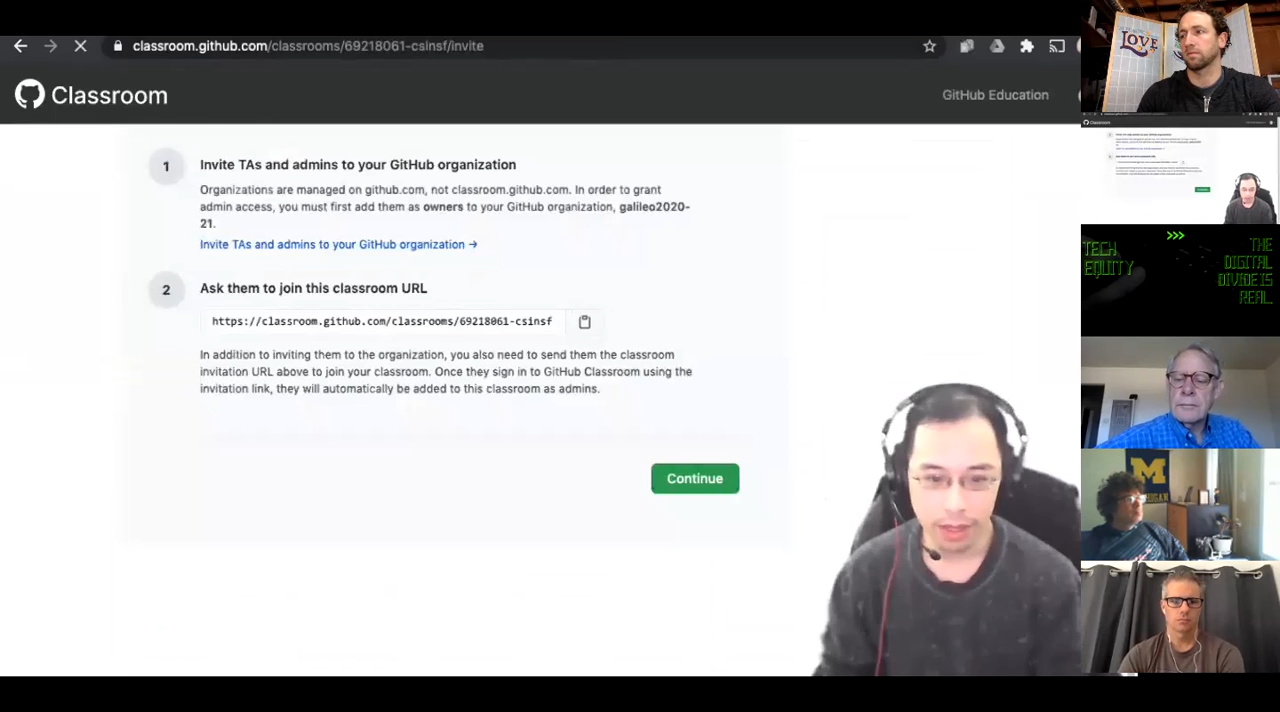 classroom.github.com/classrooms/69218061-csinsf/invite
Classroom
GitHub Education
1
Invite TAs and admins to your GitHub organization
Organizations are managed on github.com, not classroom.github.com. In order to grant
admin access, you must first add them as owners to your GitHub organization, galileo2020-
21.
Invite TAs and admins to your GitHub organization →
2
Ask them to join this classroom URL
https://classroom.github.com/classrooms/69218061-csinsf
In addition to inviting them to the organization, you also need to send them the classroom
invitation URL above to join your classroom. Once they sign in to GitHub Classroom using the
invitation link, they will automatically be added to this classroom as admins.
Continue
LOVE
Classroom
TECH
EQUITY
>>>
THE
DIGITAL
DIVIDE IS
REAL.
M